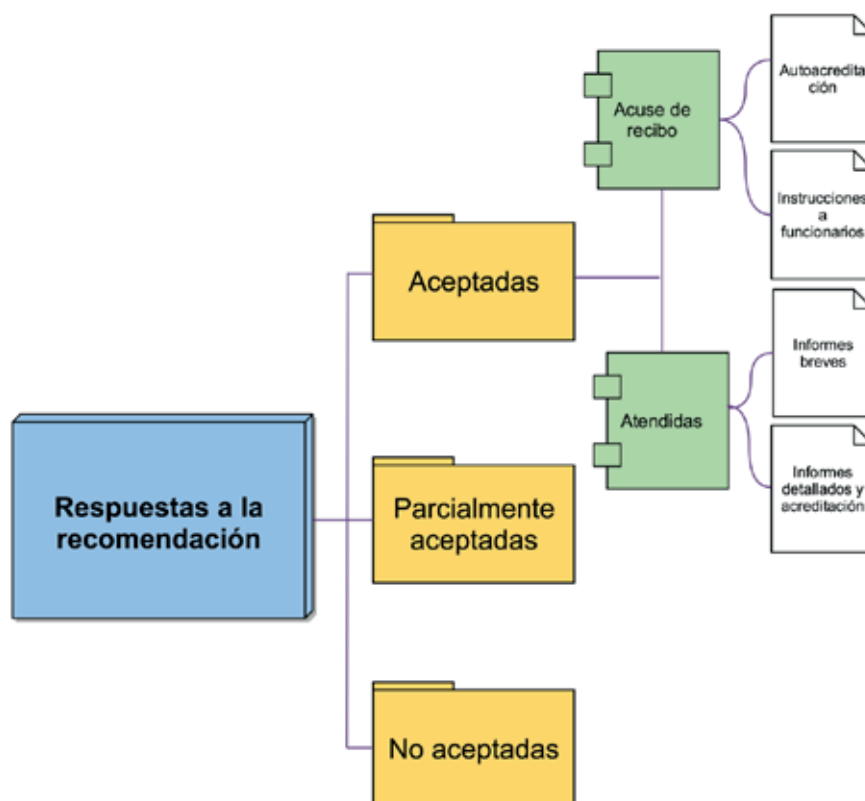 Respuestas a la
recomendación
Aceptadas
Acuse de
recibo
Autoacredita
ción
Instrucciones
a
funcionarios
Atendidas
Informes
breves
Informes
detallados y
acreditación
Parcialmente
aceptadas
No aceptadas